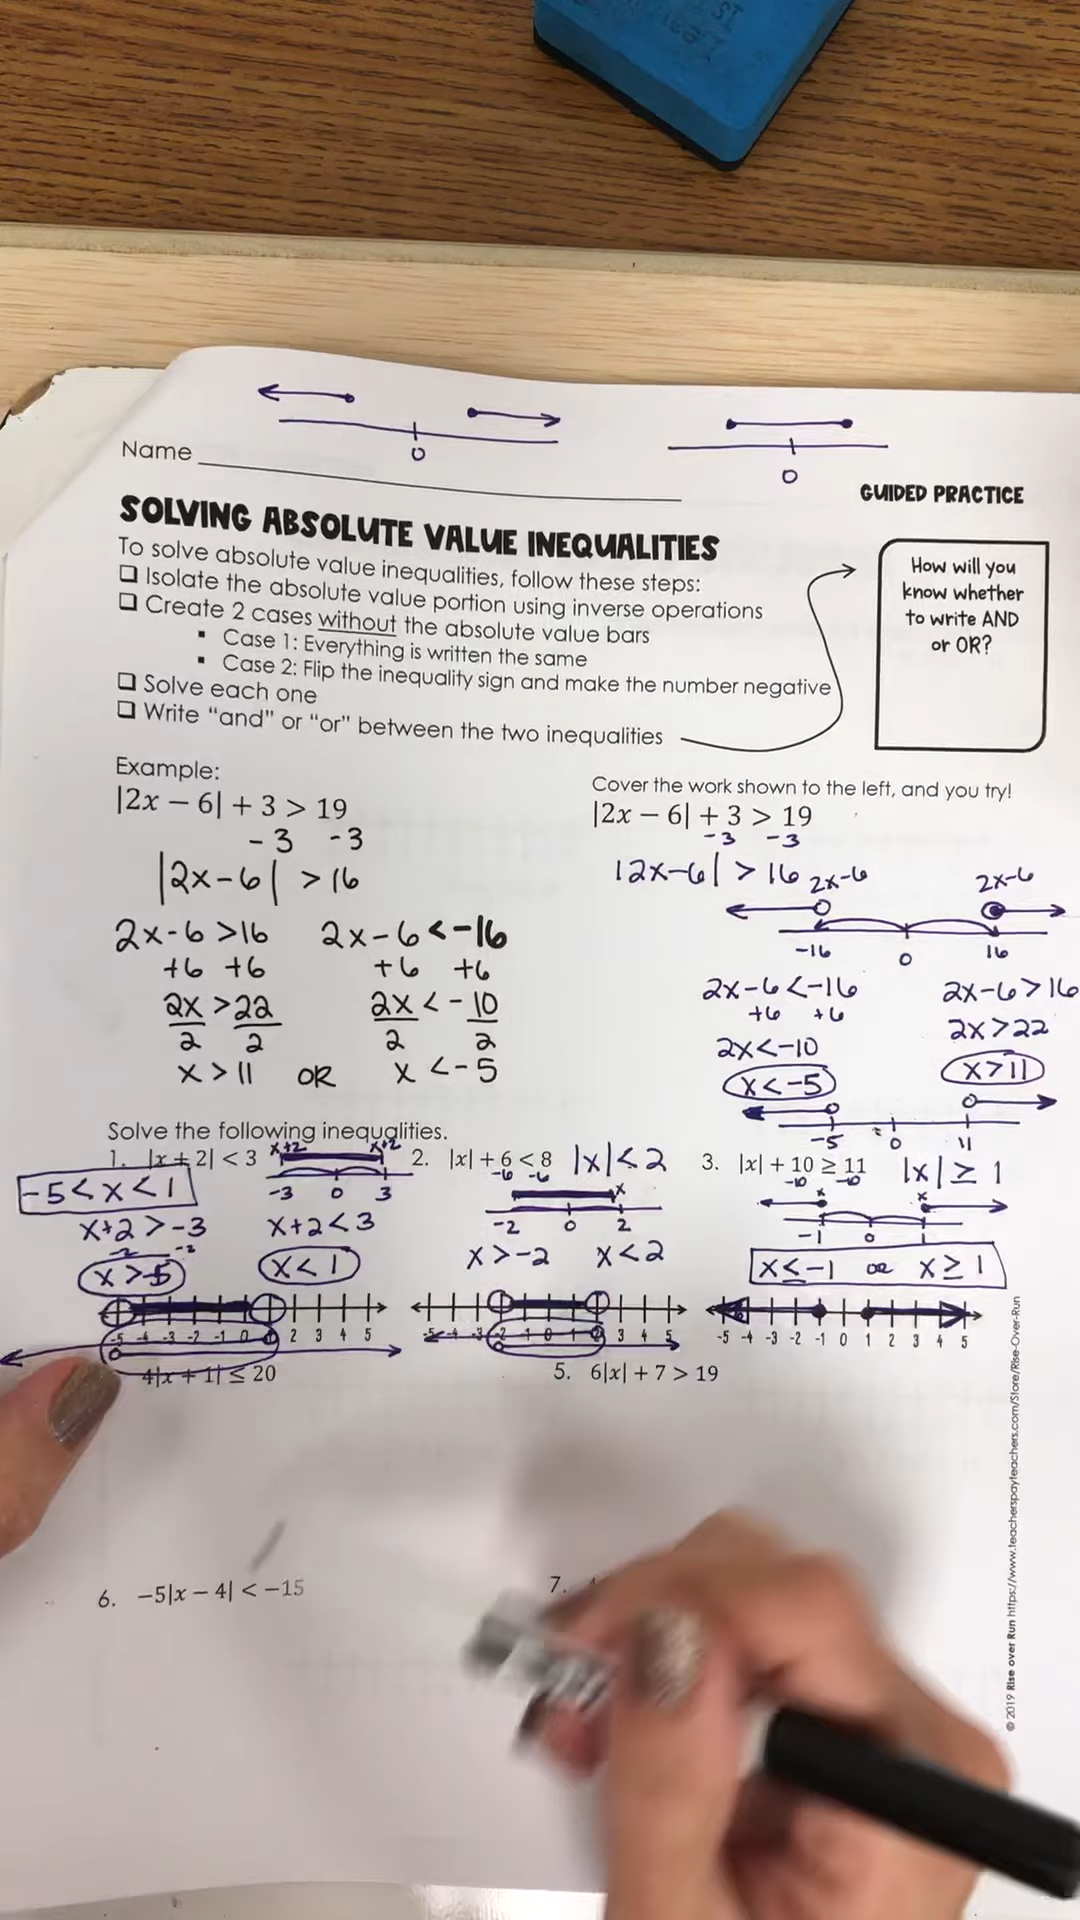 0
0
Name
GUIDED PRACTICE
SOLVING ABSOLUTE VALUE INEQUALITIES
To solve absolute value inequalities, follow these steps:
❑ Isolate the absolute value portion using inverse operations
❑ Create 2 cases without the absolute value bars
▪ Case 1: Everything is written the same
▪ Case 2: Flip the inequality sign and make the number negative
❑ Solve each one
❑ Write "and" or "or" between the two inequalities
How will you
know whether
to write AND
or OR?
Example:
|2x − 6| + 3 > 19
-3 -3
|2x-6| >16
2x-6 >16 2x-6 <-16
+6 +6 +6 +6
2x >22 2x < -10
2 2 2 2
x >11 OR x <-5
Cover the work shown to the left, and you try!
|2x − 6| + 3 > 19
-3 -3
|2x-6| > 16
2x-6 2x-6
-16 0 16
2x-6<-16 2x-6>16
+6 +6
2x<-10 2x>22
x<-5 x>11
-5 0 11
Solve the following inequalities.
1. |x + 2| < 3
x+2 x+2
-5<x<1
-3 0 3
x+2>-3 x+2<3
-2 -2
x>-5 x<1
-5 -4 -3 -2 -1 0 1 2 3 4 5
2. |x| + 6 < 8 |x|<2
-6 -6
x
-2 0 2
x>-2 x<2
-5 -4 -3 -2 -1 0 1 2 3 4 5
3. |x| + 10 ≥ 11 |x| ≥ 1
-10 -10
x x
-1 0 1
x≤-1 or x≥1
-5 -4 -3 -2 -1 0 1 2 3 4 5
4|x + 1| ≤ 20
5. 6|x| + 7 > 19
6. −5|x − 4| < −15
7.
© 2019 Rise over Run https://www.teacherspayteachers.com/Store/Rise-Over-Run